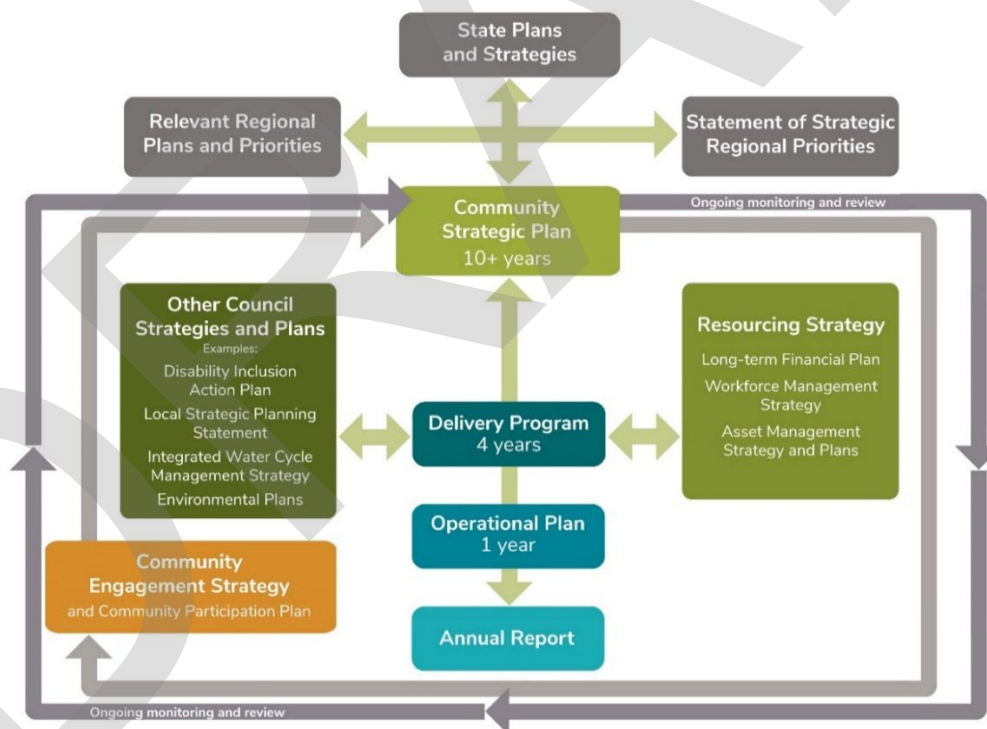 State Plans
and Strategies
Relevant Regional
Plans and Priorities
Statement of Strategic
Regional Priorities
Community
Strategic Plan
10+ years
Ongoing monitoring and review
Other Council
Strategies and Plans
Examples:
Disability Inclusion
Action Plan
Local Strategic Planning
Statement
Integrated Water Cycle
Management Strategy
Environmental Plans
Resourcing Strategy
Long-term Financial Plan
Workforce Management
Strategy
Asset Management
Strategy and Plans
Delivery Program
4 years
Operational Plan
1 year
Community
Engagement Strategy
and Community Participation Plan
Annual Report
Ongoing monitoring and review
DRAFT